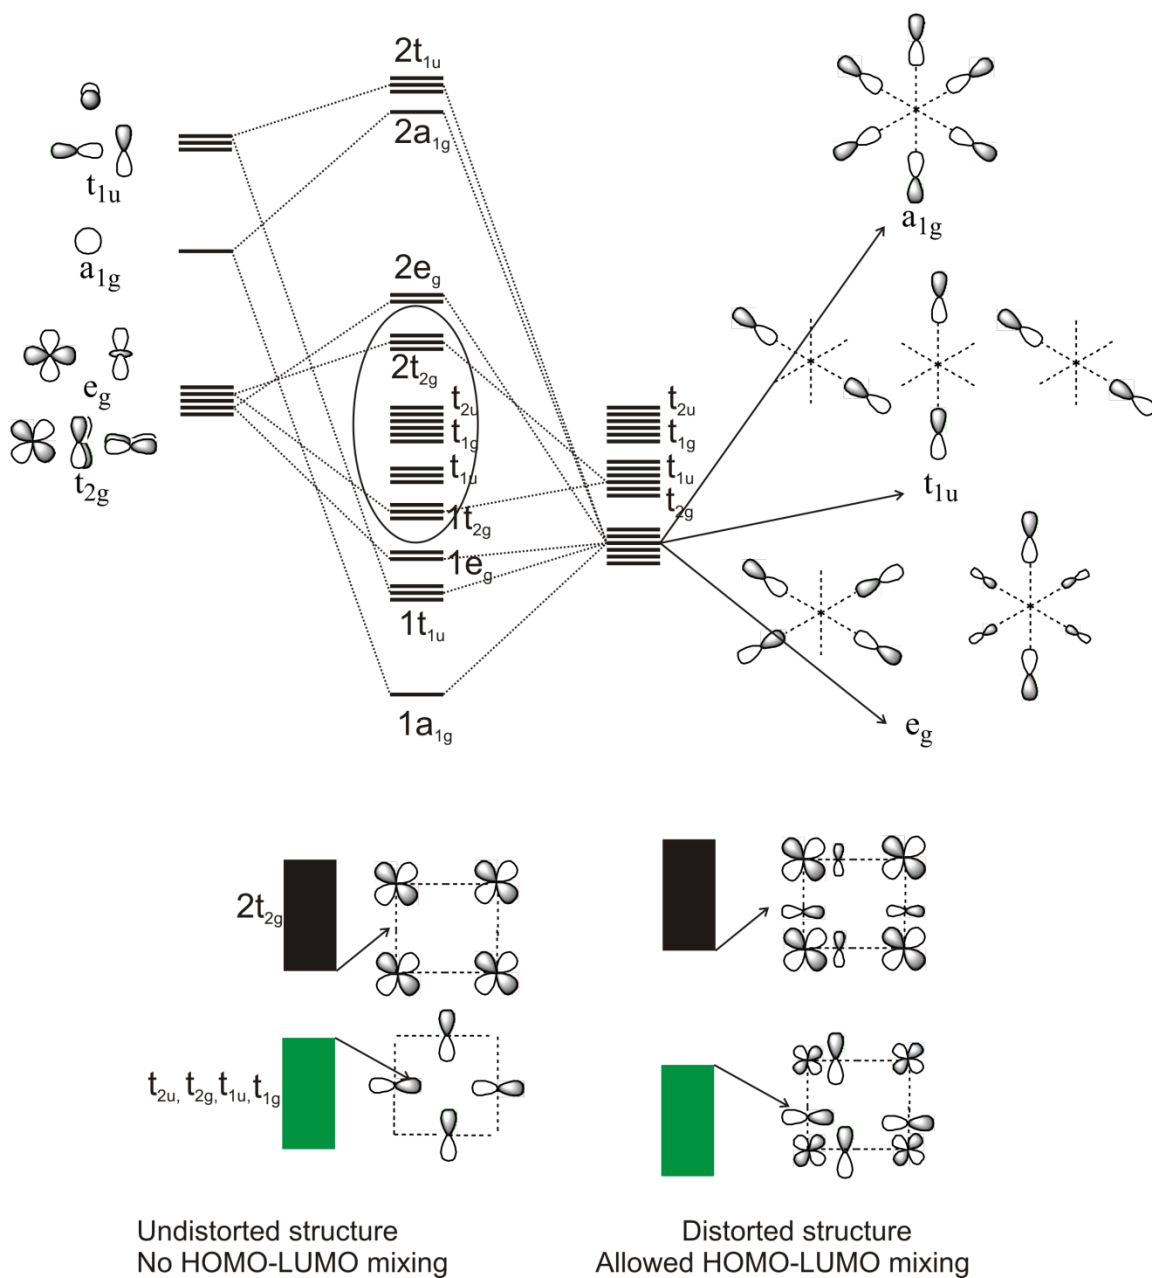 2t₁ᵤ
2a₁g
t₁ᵤ
a₁g
a₁g
2eg
2t₂g
eg
t₂ᵤ
t₁g
t₂ᵤ
t₁g
t₂g
t₁ᵤ
t₁ᵤ
t₁ᵤ
t₂g
1t₂g
1eg
1t₁ᵤ
1a₁g
eg
2t₂g
t₂ᵤ, t₂g, t₁ᵤ, t₁g
Undistorted structure
No HOMO-LUMO mixing
Distorted structure
Allowed HOMO-LUMO mixing